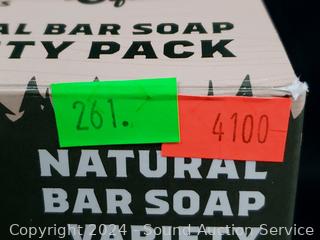 AL BAR SOAP
TY PACK
261.
4100
NATURAL
BAR SOAP
VARIETY
Copyright 2024 - Sound Auction Service